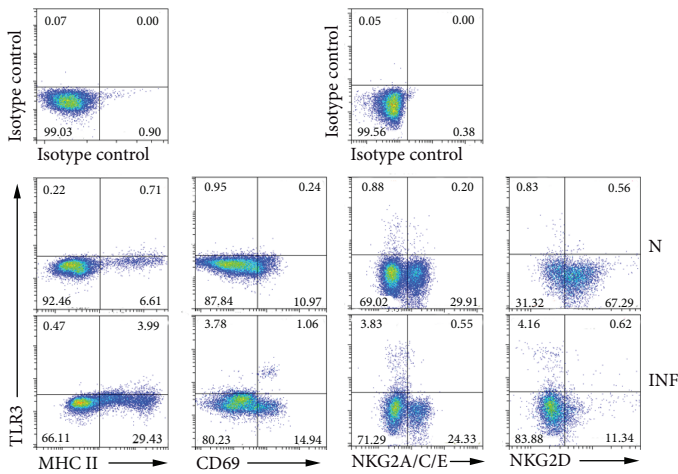 0.07 0.00
99.03 0.90
Isotype control
Isotype control
0.05 0.00
99.56 0.38
Isotype control
Isotype control
0.22 0.71
92.46 6.61
0.95 0.24
87.84 10.97
0.88 0.20
69.02 29.91
0.83 0.56
31.32 67.29
N
0.47 3.99
66.11 29.43
3.78 1.06
80.23 14.94
3.83 0.55
71.29 24.33
4.16 0.62
83.88 11.34
INF
TLR3
MHC II
CD69
NKG2A/C/E
NKG2D